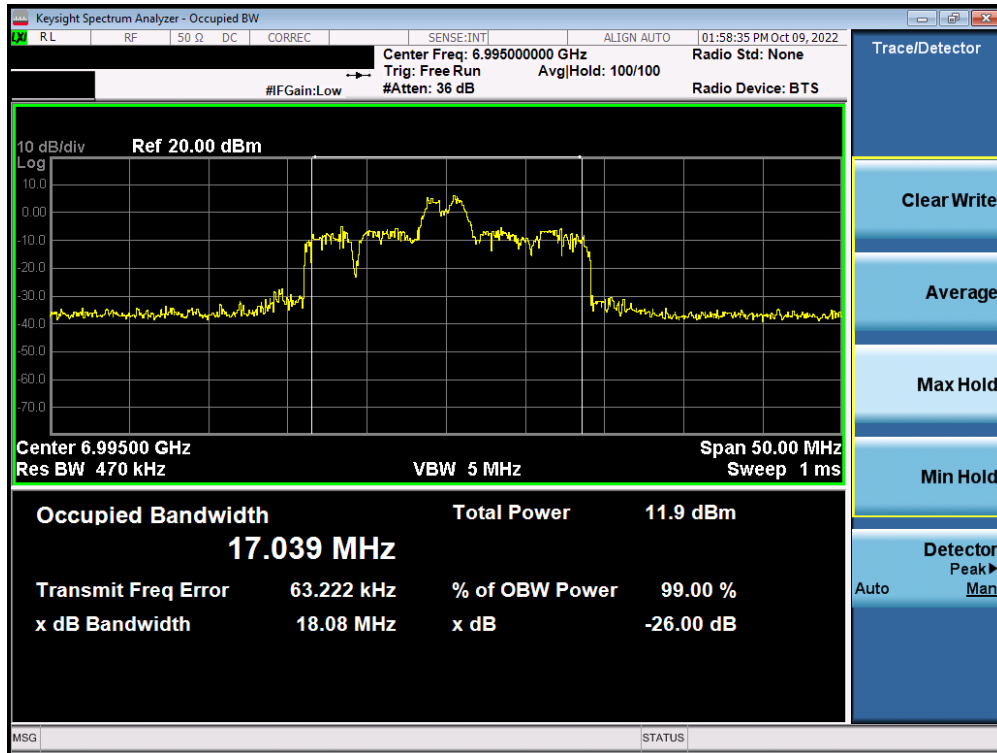 Keysight Spectrum Analyzer - Occupied BW
LXI RL RF 50 Ω DC CORREC SENSE:INT ALIGN AUTO 01:58:35 PM Oct 09, 2022
Center Freq: 6.995000000 GHz Radio Std: None
Trig: Free Run Avg|Hold: 100/100
#IFGain:Low #Atten: 36 dB Radio Device: BTS
Trace/Detector
10 dB/div Ref 20.00 dBm
Log
10.0
0.00
-10.0
-20.0
-30.0
-40.0
-50.0
-60.0
-70.0
Center 6.99500 GHz Span 50.00 MHz
Res BW 470 kHz VBW 5 MHz Sweep 1 ms
Occupied Bandwidth Total Power 11.9 dBm
17.039 MHz
Transmit Freq Error 63.222 kHz % of OBW Power 99.00 %
x dB Bandwidth 18.08 MHz x dB -26.00 dB
Clear Write
Average
Max Hold
Min Hold
Detector
Peak▶
Auto Man
MSG STATUS